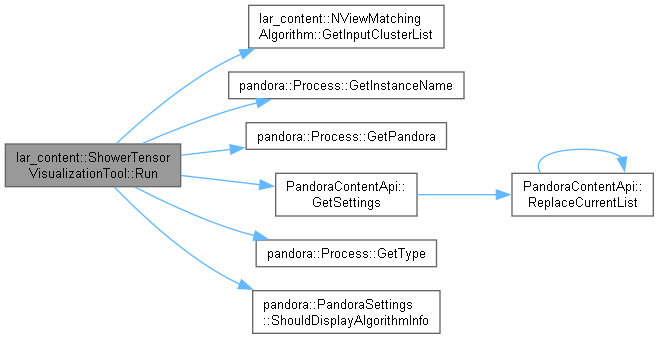 lar_content::ShowerTensor
VisualizationTool::Run
lar_content::NViewMatching
Algorithm::GetInputClusterList
pandora::Process::GetInstanceName
pandora::Process::GetPandora
PandoraContentApi::
GetSettings
PandoraContentApi::
ReplaceCurrentList
pandora::Process::GetType
pandora::PandoraSettings
::ShouldDisplayAlgorithmInfo